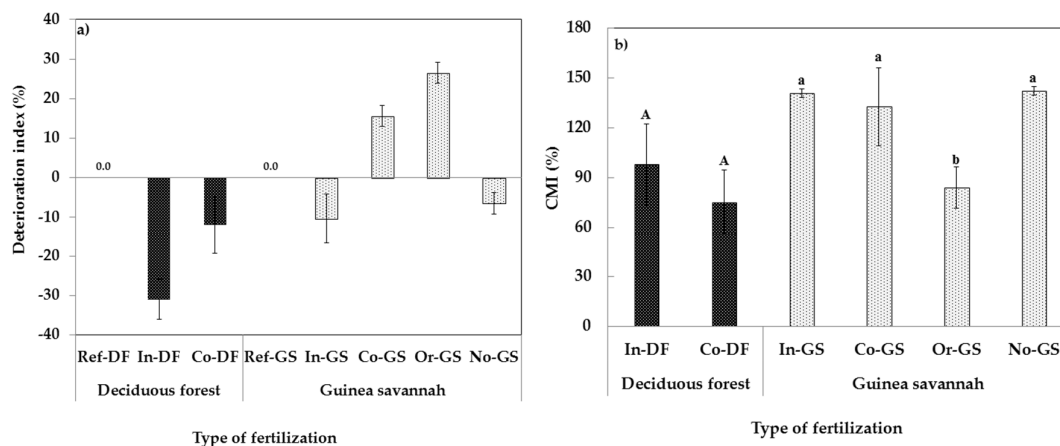 a)
Deterioration index (%)
40
30
20
10
0
-10
-20
-30
-40
0.0
0.0
Ref-DF In-DF Co-DF Ref-GS In-GS Co-GS Or-GS No-GS
Deciduous forest Guinea savannah
Type of fertilization
b)
CMI (%)
180
150
120
90
60
30
0
A
A
a
a
b
a
In-DF Co-DF In-GS Co-GS Or-GS No-GS
Deciduous forest Guinea savannah
Type of fertilization